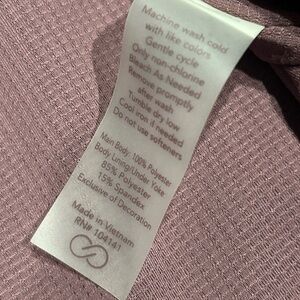 Machine wash cold
with like colors
Gentle cycle
Only non-chlorine
Bleach As Needed
Remove promptly
after wash
Tumble dry low
Cool iron if needed
Do not use softeners
Main Body: 100% Polyester
Body Lining/Under Yoke
85% Polyester
15% Spandex
Exclusive of Decoration
Made in Vietnam
RN# 104141